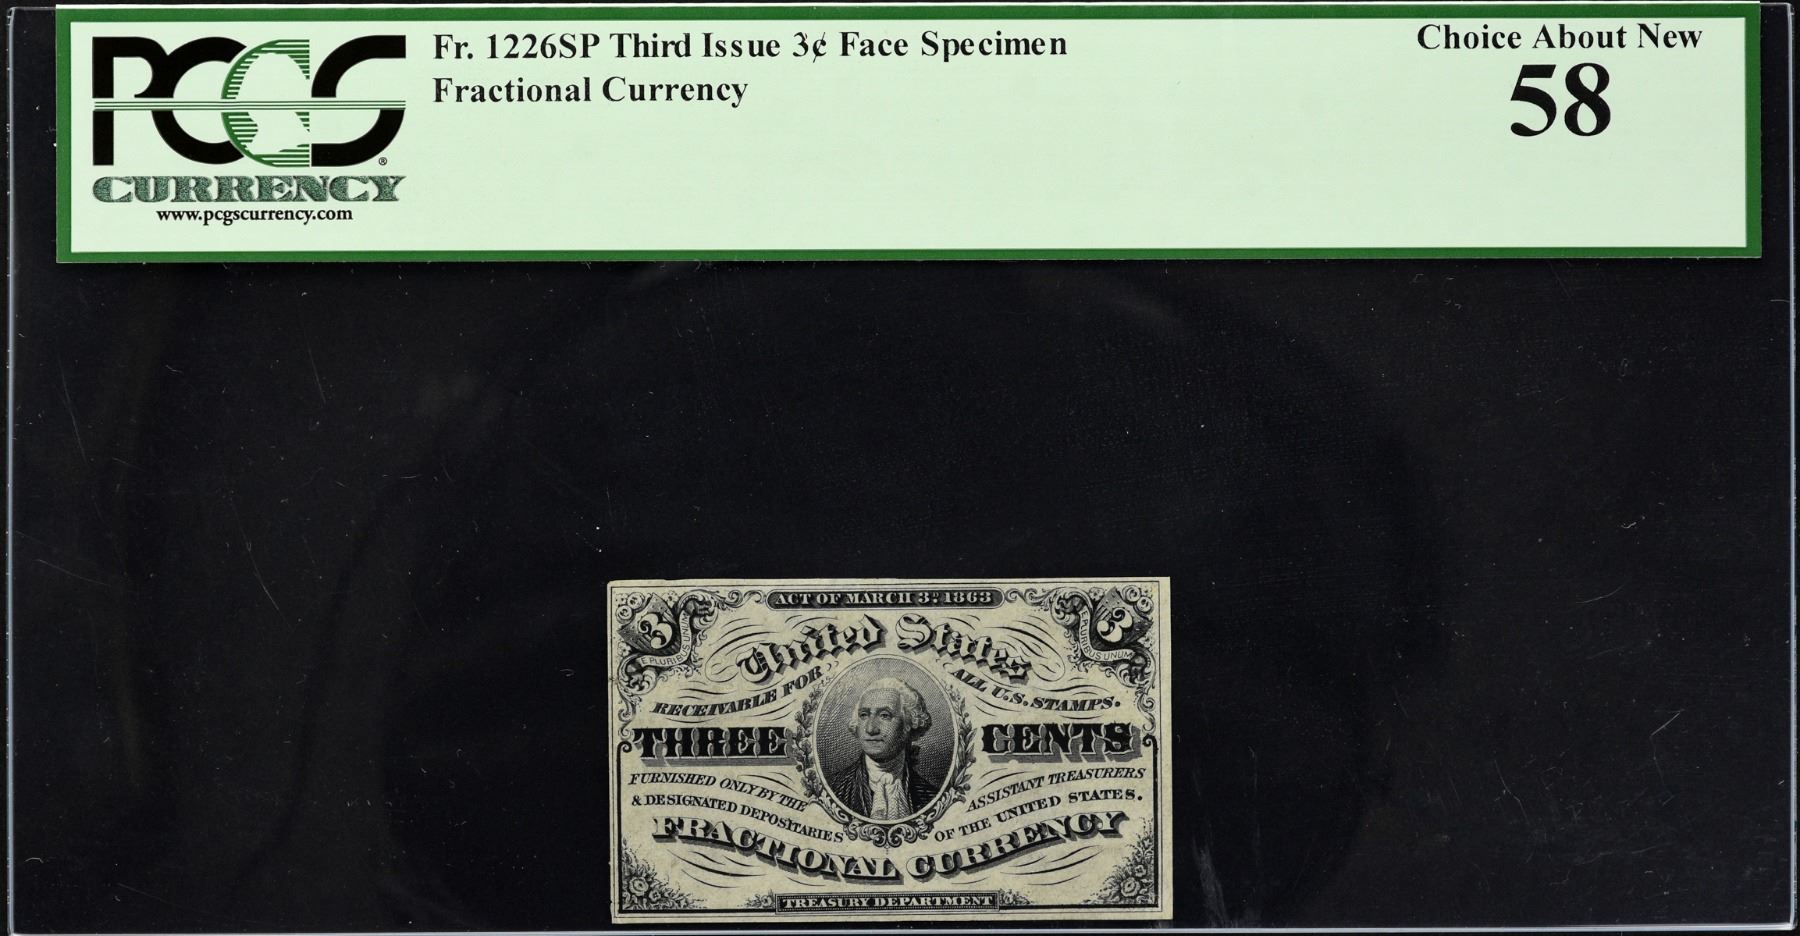 PCGS
CURRENCY
www.pcgscurrency.com
Fr. 1226SP Third Issue 3¢ Face Specimen
Fractional Currency
Choice About New
58
ACT OF MARCH 3ᴰ 1863
3
E PLURIBUS UNUM
3
E PLURIBUS UNUM
United States
RECEIVABLE FOR
ALL U.S. STAMPS.
THREE
CENTS
FURNISHED ONLY BY THE
ASSISTANT TREASURERS
& DESIGNATED DEPOSITARIES
OF THE UNITED STATES.
FRACTIONAL CURRENCY
TREASURY DEPARTMENT